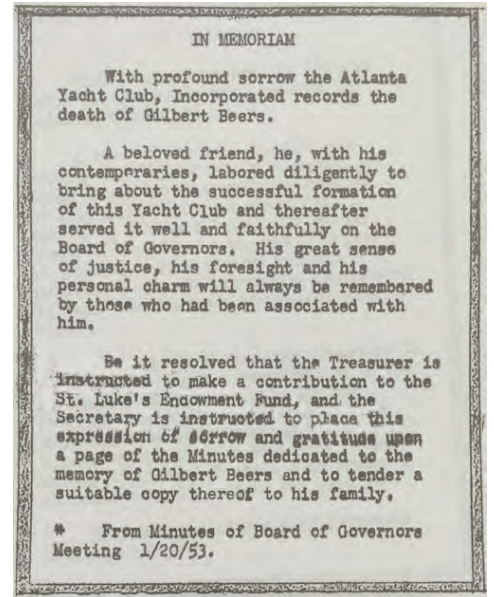 IN MEMORIAM
With profound sorrow the Atlanta
Yacht Club, Incorporated records the
death of Gilbert Beers.
A beloved friend, he, with his
contemporaries, labored diligently to
bring about the successful formation
of this Yacht Club and thereafter
served it well and faithfully on the
Board of Governors. His great sense
of justice, his foresight and his
personal charm will always be remembered
by those who had been associated with
him.
Be it resolved that the Treasurer is
instructed to make a contribution to the
St. Luke's Endowment Fund, and the
Secretary is instructed to place this
expression of sorrow and gratitude upon
a page of the Minutes dedicated to the
memory of Gilbert Beers and to tender a
suitable copy thereof to his family.
* From Minutes of Board of Governors
Meeting 1/20/53.